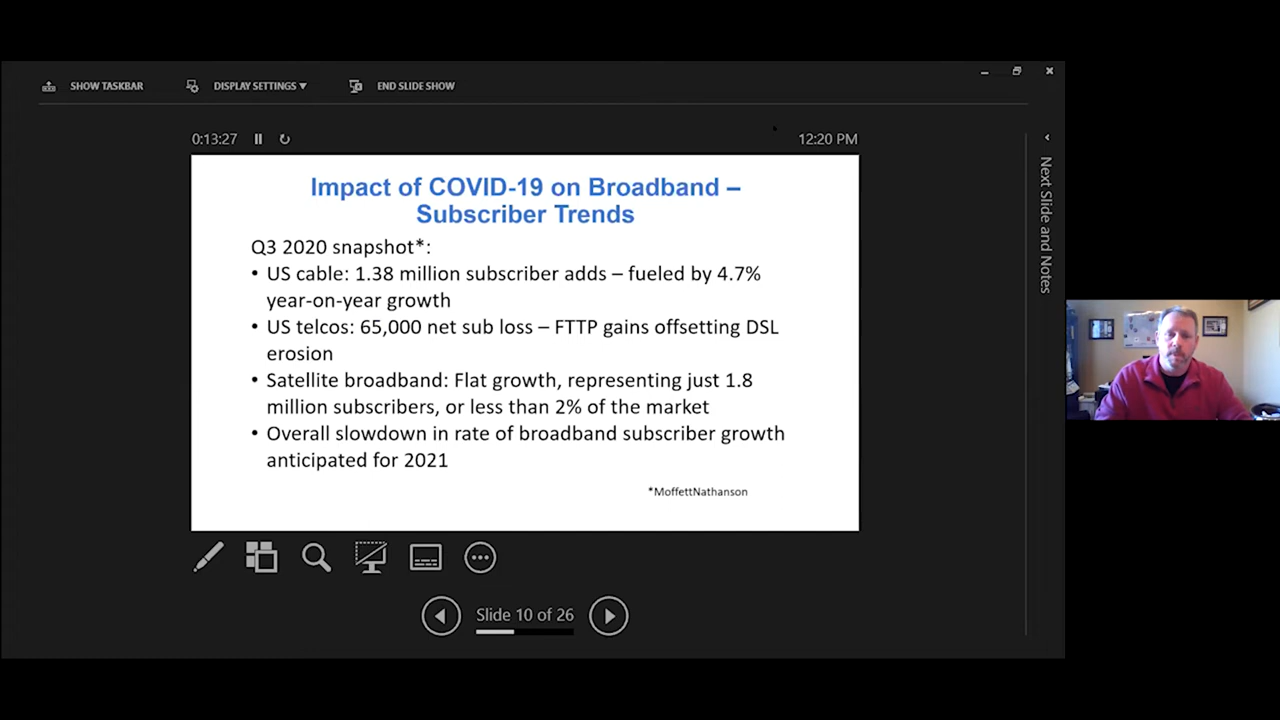 SHOW TASKBAR DISPLAY SETTINGS ▾ END SLIDE SHOW
0:13:27 12:20 PM
Impact of COVID-19 on Broadband –
Subscriber Trends
Q3 2020 snapshot*:
• US cable: 1.38 million subscriber adds – fueled by 4.7%
year-on-year growth
• US telcos: 65,000 net sub loss – FTTP gains offsetting DSL
erosion
• Satellite broadband: Flat growth, representing just 1.8
million subscribers, or less than 2% of the market
• Overall slowdown in rate of broadband subscriber growth
anticipated for 2021
*MoffettNathanson
Slide 10 of 26
Next Slide and Notes